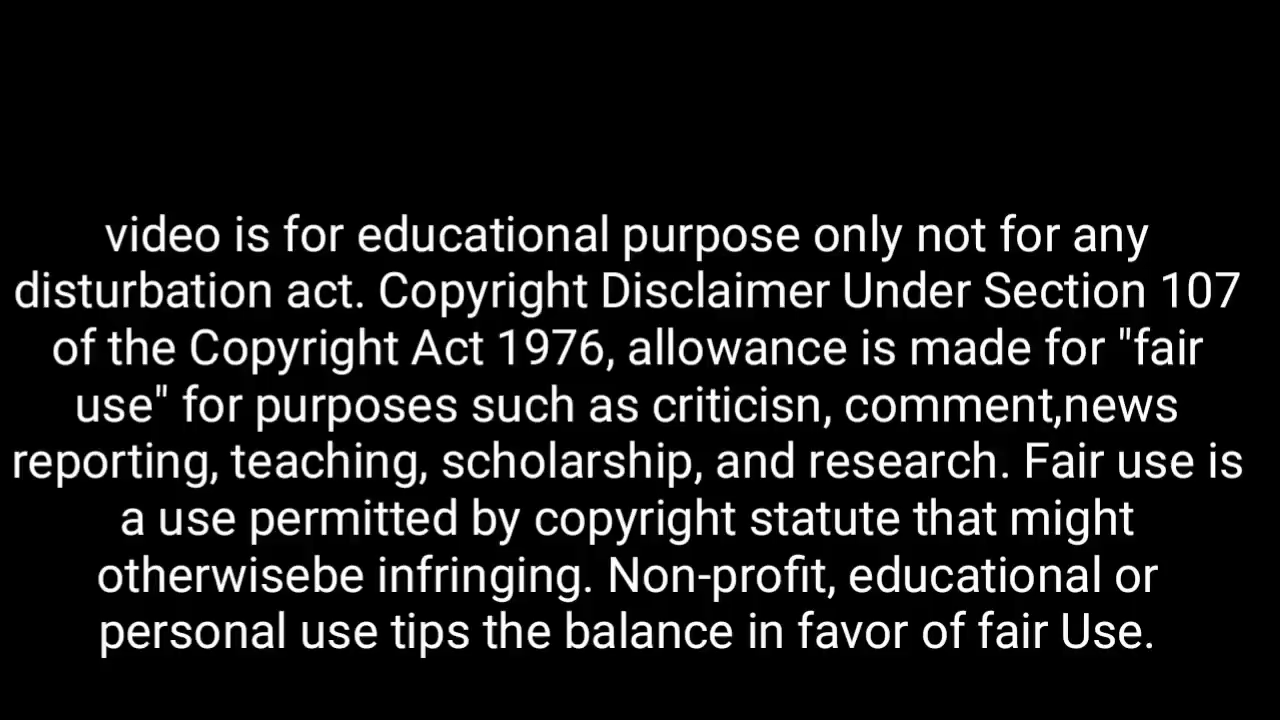 video is for educational purpose only not for any
disturbation act. Copyright Disclaimer Under Section 107
of the Copyright Act 1976, allowance is made for "fair
use" for purposes such as criticisn, comment,news
reporting, teaching, scholarship, and research. Fair use is
a use permitted by copyright statute that might
otherwisebe infringing. Non-profit, educational or
personal use tips the balance in favor of fair Use.